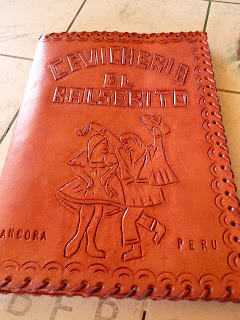 CEVICHERIA
EL
BALSERITO
ANCORA PERU